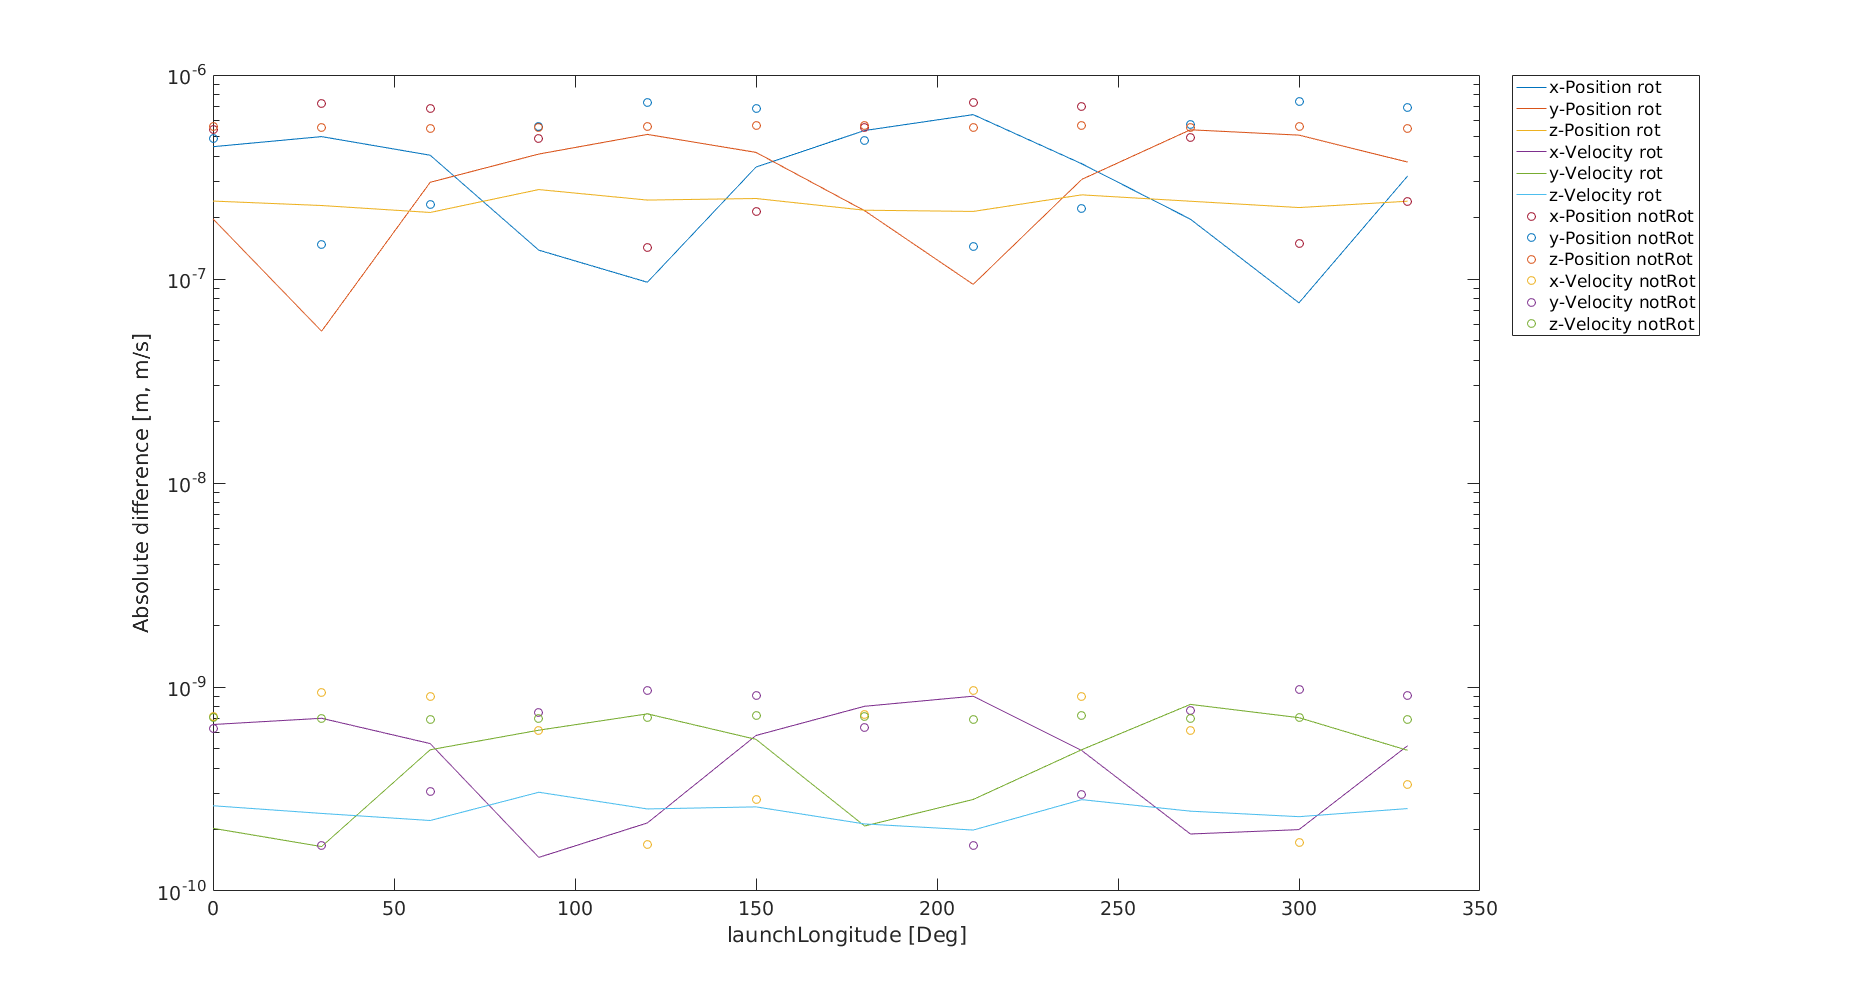 10-6
10-7
10-8
10-9
10-10
Absolute difference [m, m/s]
0 50 100 150 200 250 300 350
launchLongitude [Deg]
x-Position rot
y-Position rot
z-Position rot
x-Velocity rot
y-Velocity rot
z-Velocity rot
x-Position notRot
y-Position notRot
z-Position notRot
x-Velocity notRot
y-Velocity notRot
z-Velocity notRot